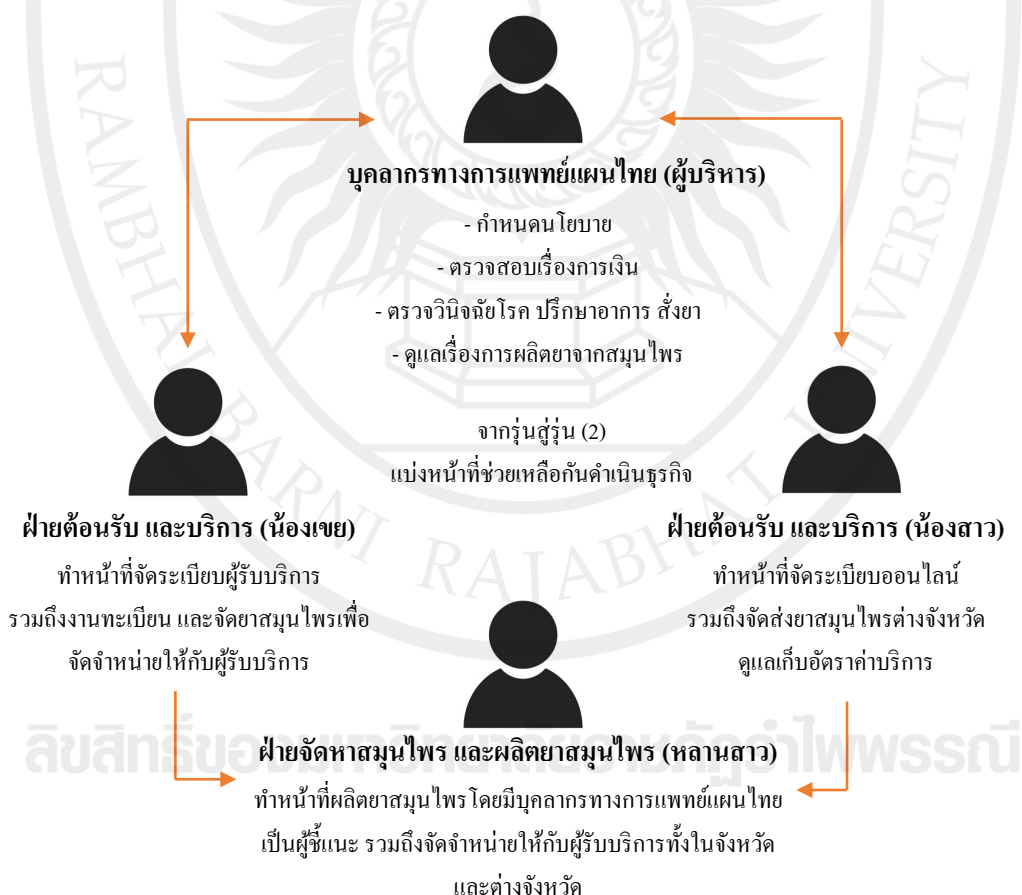 บุคลากรทางการแพทย์แผนไทย (ผู้บริหาร)
- กำหนดนโยบาย
- ตรวจสอบเรื่องการเงิน
- ตรวจวินิจฉัยโรค ปรึกษาอาการ สั่งยา
- ดูแลเรื่องการผลิตยาจากสมุนไพร
จากรุ่นสู่รุ่น (2)
แบ่งหน้าที่ช่วยเหลือกันดำเนินธุรกิจ
ฝ่ายต้อนรับ และบริการ (น้องเขย)
ทำหน้าที่จัดระเบียบผู้รับบริการ
รวมถึงงานทะเบียน และจัดยาสมุนไพรเพื่อ
จัดจำหน่ายให้กับผู้รับบริการ
ฝ่ายต้อนรับ และบริการ (น้องสาว)
ทำหน้าที่จัดระเบียบออนไลน์
รวมถึงจัดส่งยาสมุนไพรต่างจังหวัด
ดูแลเก็บอัตราค่าบริการ
ฝ่ายจัดหาสมุนไพร และผลิตยาสมุนไพร (หลานสาว)
ทำหน้าที่ผลิตยาสมุนไพรโดยมีบุคลากรทางการแพทย์แผนไทย
เป็นผู้ชี้แนะ รวมถึงจัดจำหน่ายให้กับผู้รับบริการทั้งในจังหวัด
และต่างจังหวัด
RAMBHAI BARNI RAJABHAT UNIVERSITY